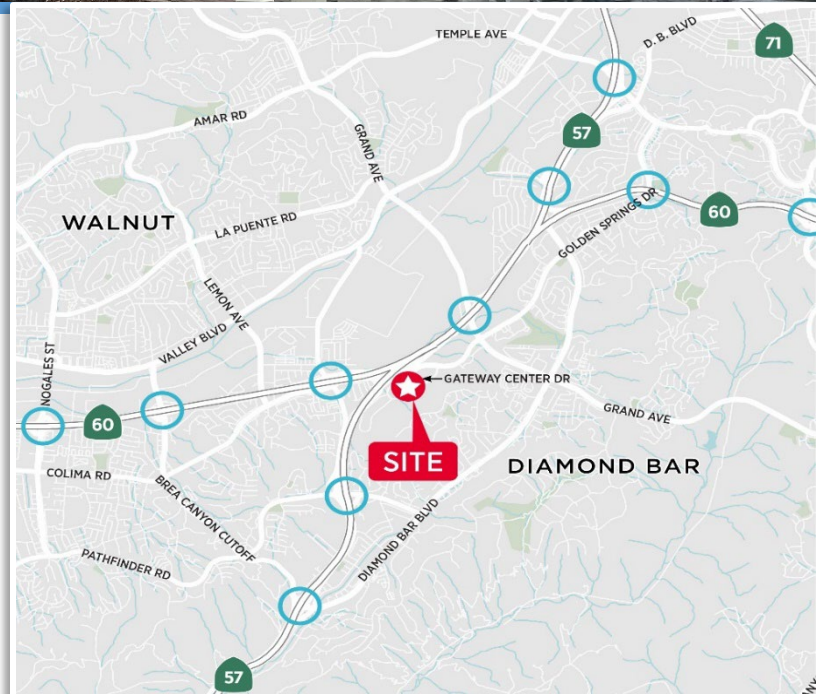 TEMPLE AVE
D. B. BLVD
71
AMAR RD
GRAND AVE
57
WALNUT
LA PUENTE RD
GOLDEN SPRINGS DR
60
LEMON AVE
VALLEY BLVD
NOGALES ST
GATEWAY CENTER DR
60
GRAND AVE
SITE
DIAMOND BAR
COLIMA RD
BREA CANYON CUTOFF
DIAMOND BAR BLVD
PATHFINDER RD
57